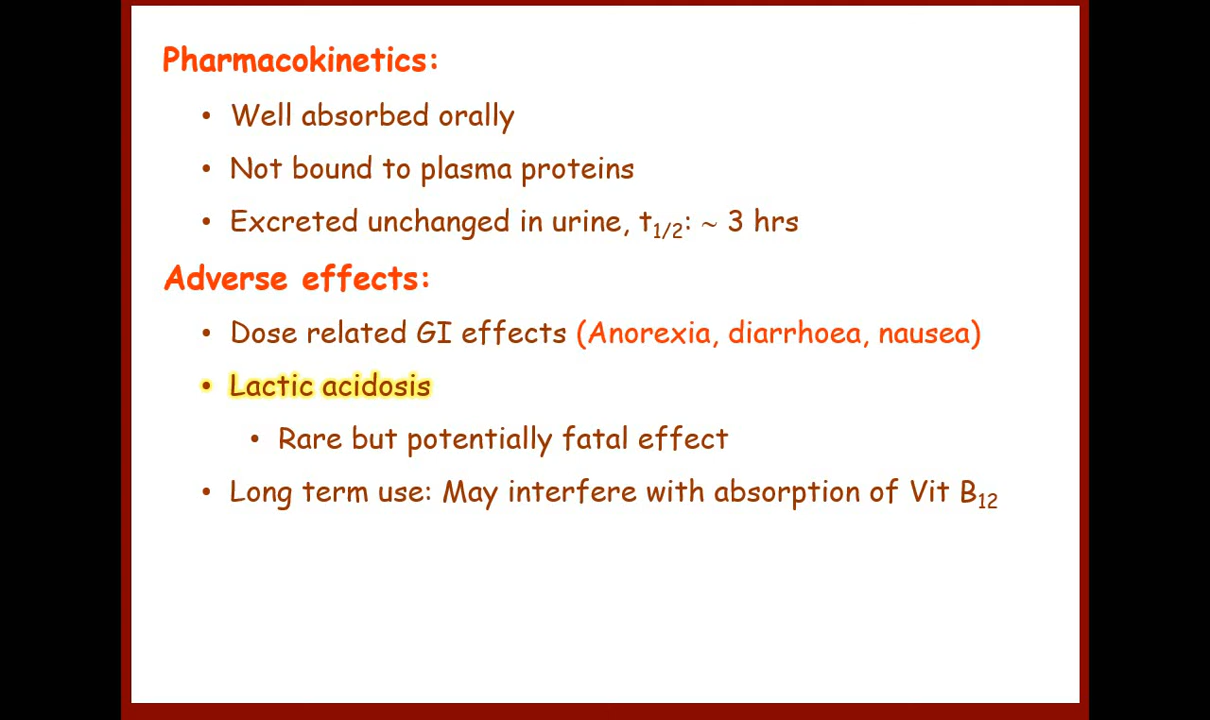 Pharmacokinetics:
• Well absorbed orally
• Not bound to plasma proteins
• Excreted unchanged in urine, t1/2: ~ 3 hrs
Adverse effects:
• Dose related GI effects (Anorexia, diarrhoea, nausea)
• Lactic acidosis
• Rare but potentially fatal effect
• Long term use: May interfere with absorption of Vit B12